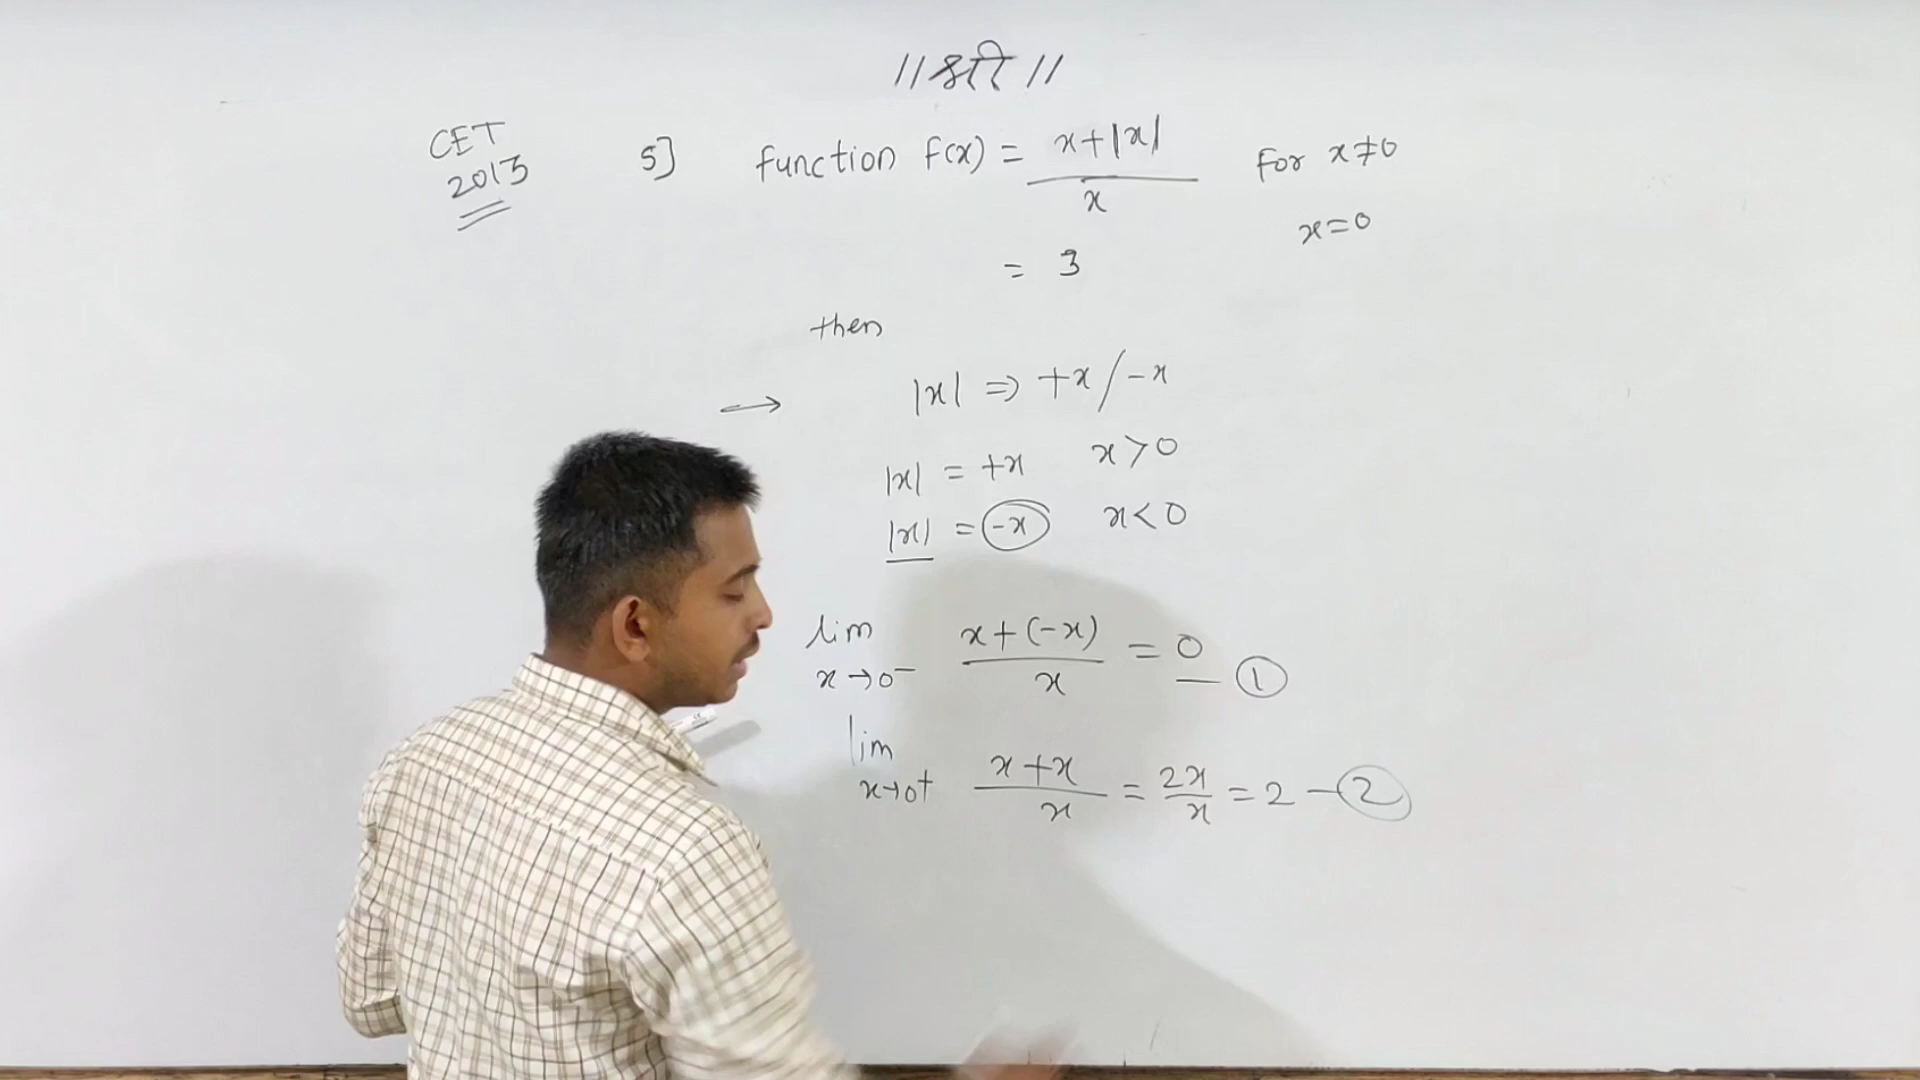 ||श्री||
CET
2013
5] function f(x) = x+|x| / x for x≠0
= 3 x=0
then
→ |x| ⇒ +x/-x
|x| = +x x>0
|x| = -x x<0
lim x→0⁻ x+(-x) / x = 0 — 1
lim x→0⁺ x+x / x = 2x / x = 2 — 2